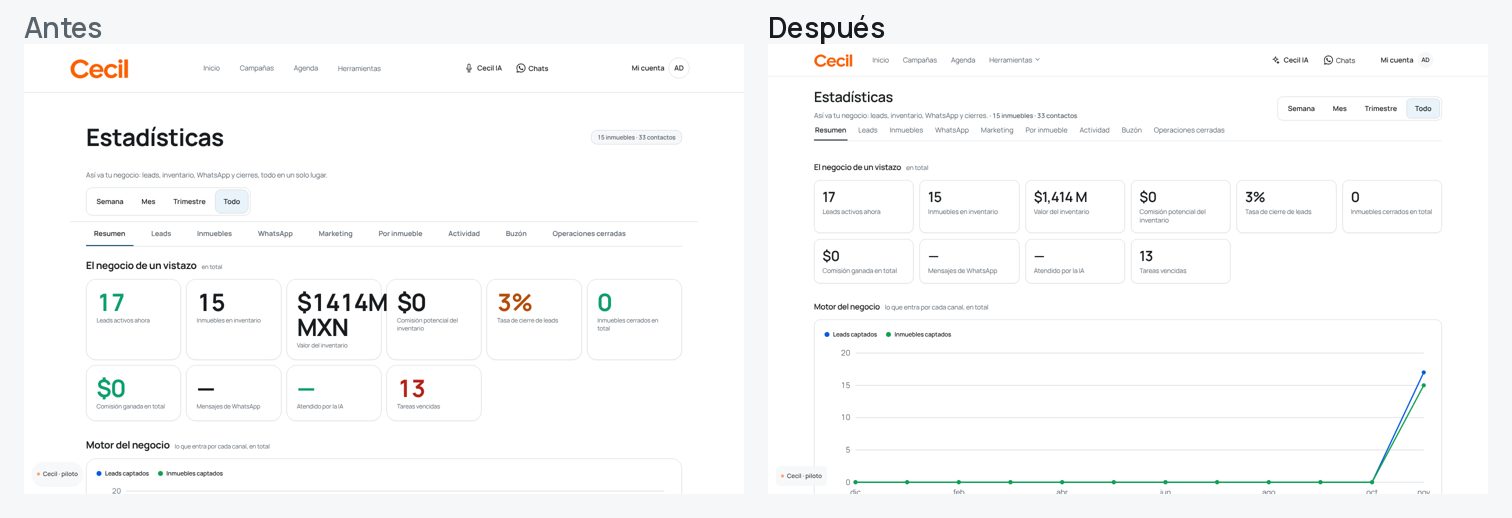 Antes
Cecil
Inicio Campañas Agenda Herramientas Cecil IA Chats Mi cuenta AD
Estadísticas
15 inmuebles · 33 contactos
Así va tu negocio: leads, inventario, WhatsApp y cierres, todo en un solo lugar.
Semana Mes Trimestre Todo
Resumen Leads Inmuebles WhatsApp Marketing Por inmueble Actividad Buzón Operaciones cerradas
El negocio de un vistazo en total
17
Leads activos ahora
15
Inmuebles en inventario
$1414M
MXN
Valor del inventario
$0
Comisión potencial del
inventario
3%
Tasa de cierre de leads
0
Inmuebles cerrados en
total
$0
Comisión ganada en total
—
Mensajes de WhatsApp
—
Atendido por la IA
13
Tareas vencidas
Motor del negocio lo que entra por cada canal, en total
Cecil · piloto
Leads captados Inmuebles captados
20
Después
Cecil
Inicio Campañas Agenda Herramientas Cecil IA Chats Mi cuenta AD
Estadísticas
Así va tu negocio: leads, inventario, WhatsApp y cierres. · 15 inmuebles · 33 contactos
Semana Mes Trimestre Todo
Resumen Leads Inmuebles WhatsApp Marketing Por inmueble Actividad Buzón Operaciones cerradas
El negocio de un vistazo en total
17
Leads activos ahora
15
Inmuebles en inventario
$1,414 M
Valor del inventario
$0
Comisión potencial del
inventario
3%
Tasa de cierre de leads
0
Inmuebles cerrados en total
$0
Comisión ganada en total
—
Mensajes de WhatsApp
—
Atendido por la IA
13
Tareas vencidas
Motor del negocio lo que entra por cada canal, en total
Leads captados Inmuebles captados
20
15
10
5
0
Cecil · piloto
dic feb abr jun ago oct nov